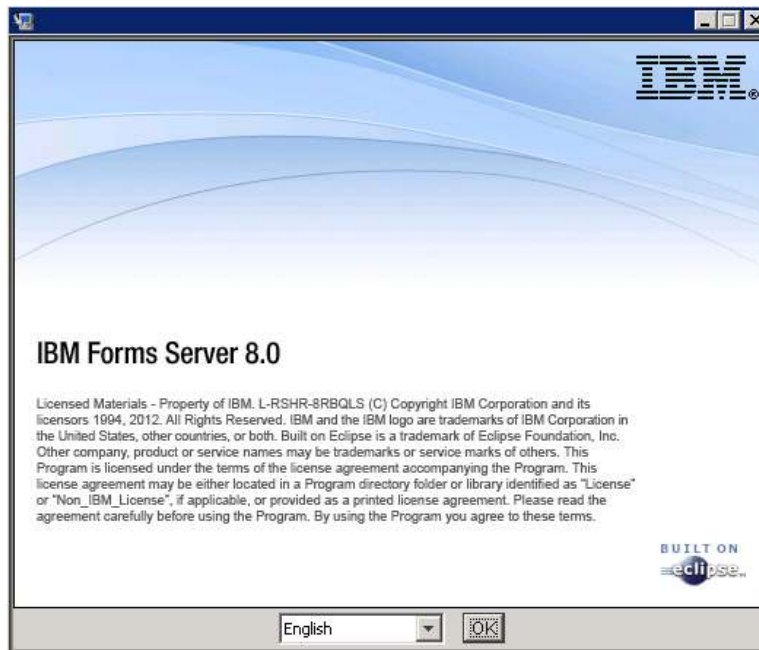 IBM®
IBM Forms Server 8.0
Licensed Materials - Property of IBM. L-RSHR-8RBQLS (C) Copyright IBM Corporation and its
licensors 1994, 2012. All Rights Reserved. IBM and the IBM logo are trademarks of IBM Corporation in
the United States, other countries, or both. Built on Eclipse is a trademark of Eclipse Foundation, Inc.
Other company, product or service names may be trademarks or service marks of others. This
Program is licensed under the terms of the license agreement accompanying the Program. This
license agreement may be either located in a Program directory folder or library identified as "License"
or "Non_IBM_License", if applicable, or provided as a printed license agreement. Please read the
agreement carefully before using the Program. By using the Program you agree to these terms.
BUILT ON
eclipse™
English
OK